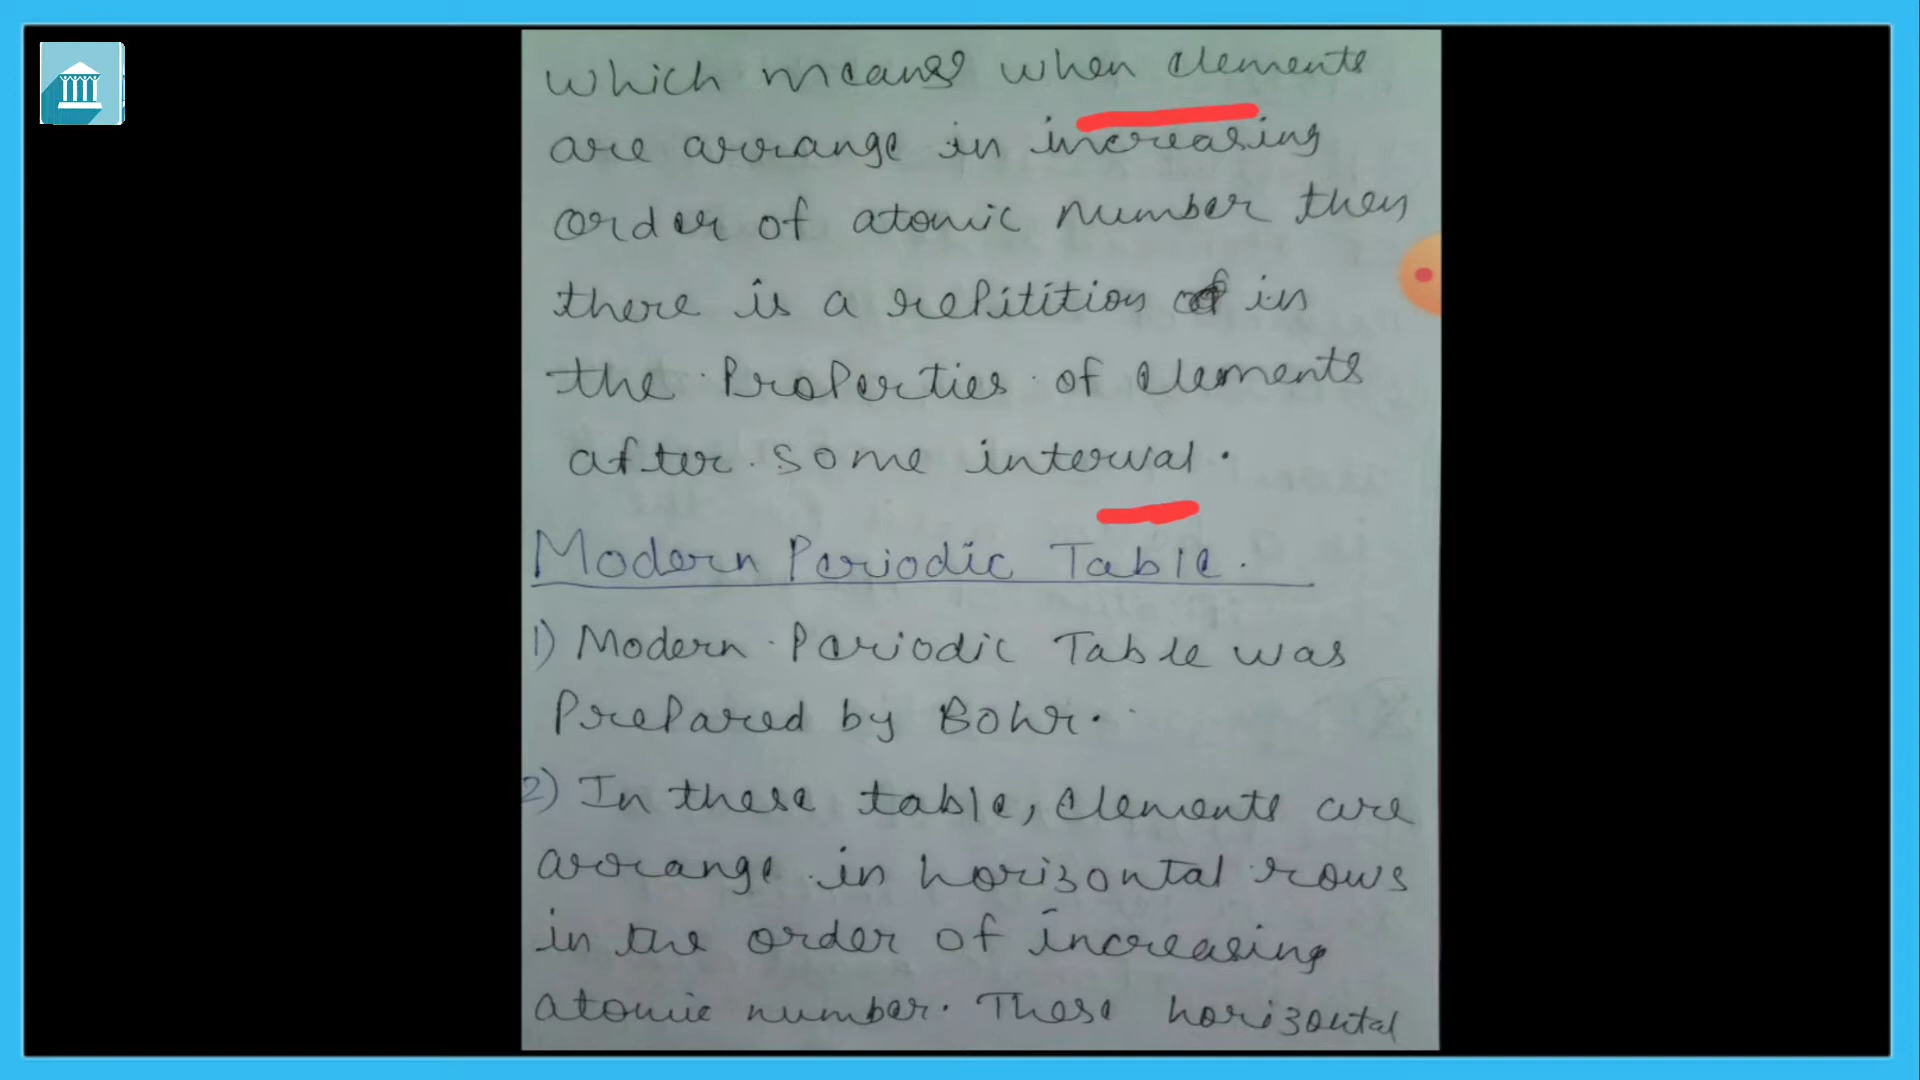 which means when elements
are arrange in increasing
order of atomic number then
there is a repitition in
the Properties of elements
after some interval.
Modern Periodic Table.
1) Modern Periodic Table was
Prepared by Bohr.
2) In these table, elements are
arrange in horizontal rows
in the order of increasing
atomic number. These horizontal